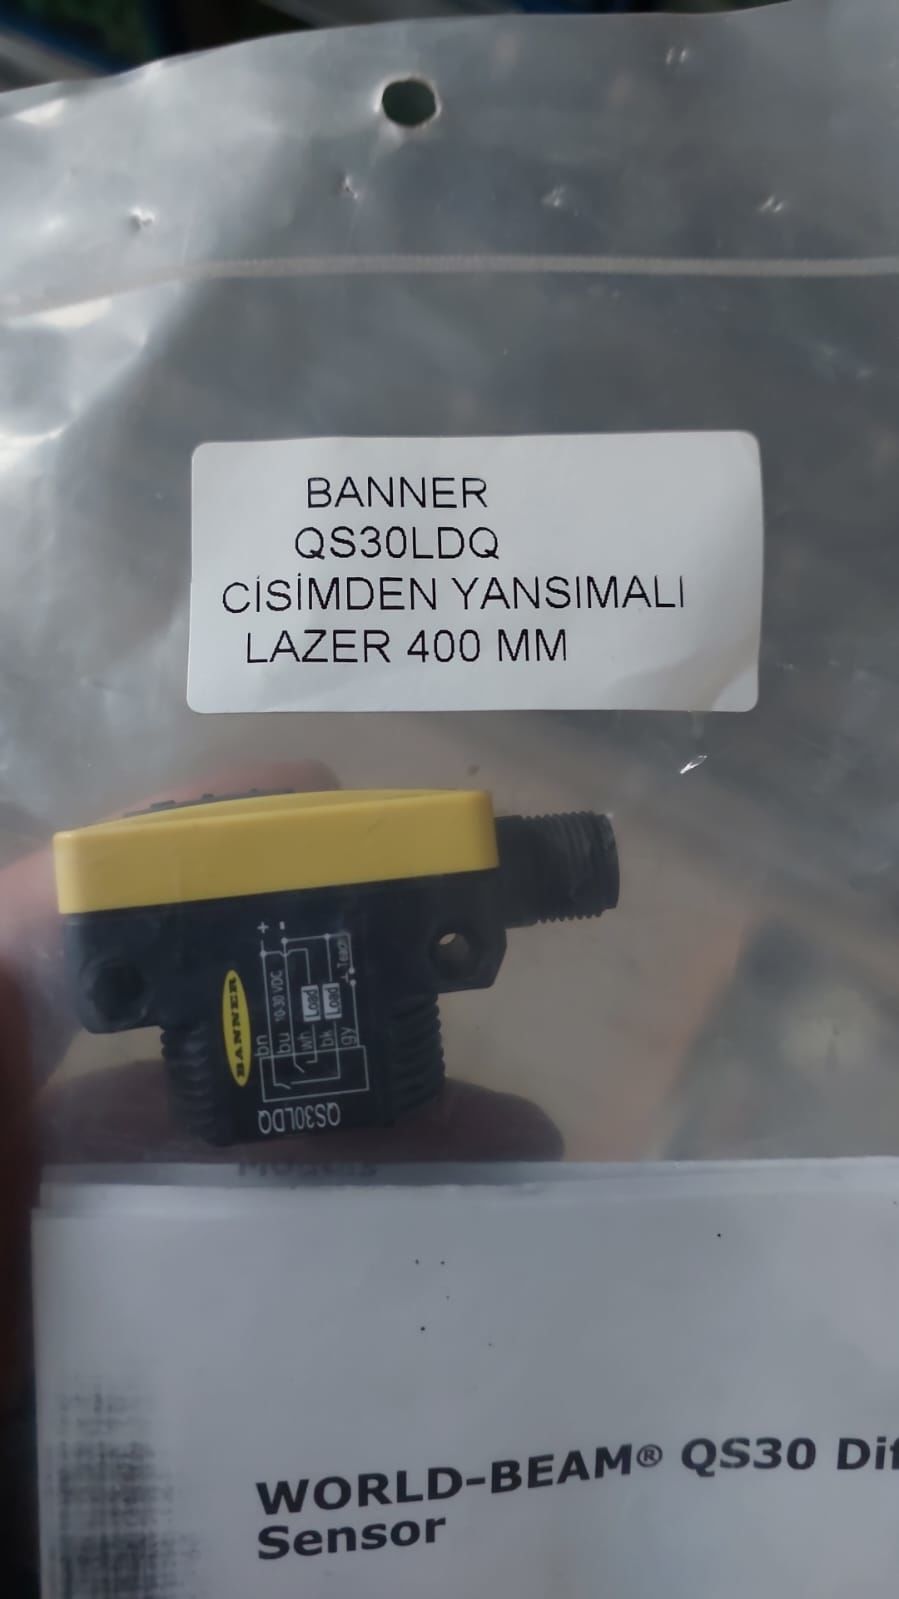 BANNER
QS30LDQ
CİSİMDEN YANSIMALI
LAZER 400 MM
BANNER
QS30LDQ
+
-
10-30 VDC
bn
bu
wh
bk
gy
Load
Load
Teach
WORLD-BEAM® QS30
Sensor